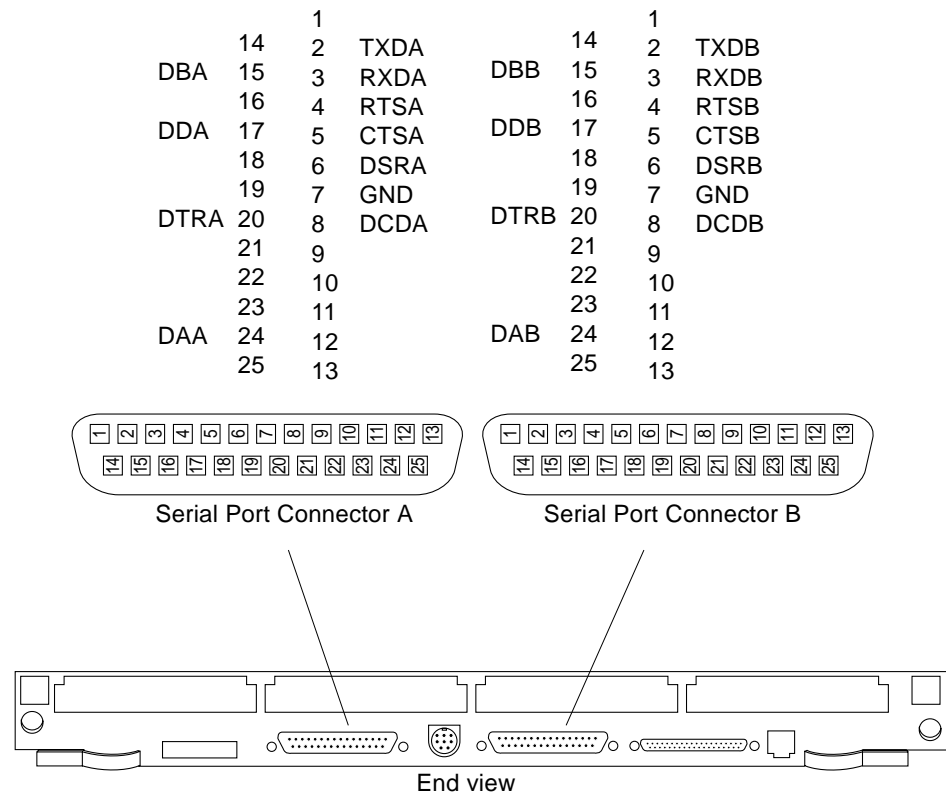 1 1
14 2 TXDA 14 2 TXDB
DBA 15 3 RXDA DBB 15 3 RXDB
16 4 RTSA 16 4 RTSB
DDA 17 5 CTSA DDB 17 5 CTSB
18 6 DSRA 18 6 DSRB
19 7 GND 19 7 GND
DTRA 20 8 DCDA DTRB 20 8 DCDB
21 9 21 9
22 10 22 10
23 11 23 11
DAA 24 12 DAB 24 12
25 13 25 13
1 2 3 4 5 6 7 8 9 10 11 12 13 1 2 3 4 5 6 7 8 9 10 11 12 13
14 15 16 17 18 19 20 21 22 23 24 25 14 15 16 17 18 19 20 21 22 23 24 25
Serial Port Connector A Serial Port Connector B
End view